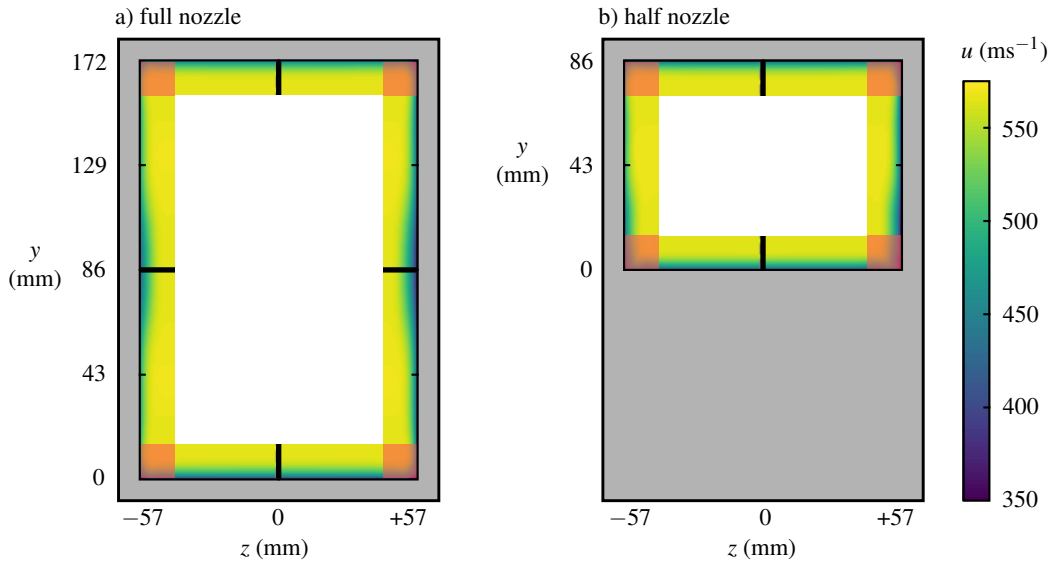 a) full nozzle
b) half nozzle
u (ms⁻¹)
172
129
y
(mm)
86
43
0
−57
0
+57
z (mm)
86
y
(mm)
43
0
−57
0
+57
z (mm)
550
500
450
400
350